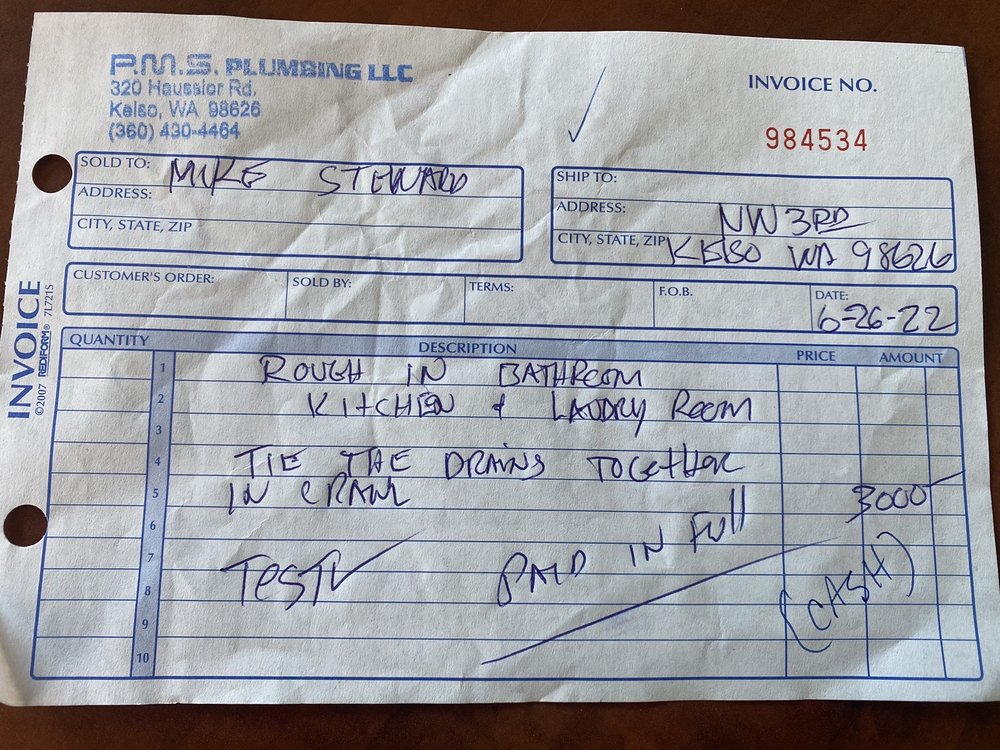 P.M.S. PLUMBING LLC
320 Haussler Rd.
Kelso, WA 98626
(360) 430-4464
INVOICE NO.
984534
SOLD TO: MIKE STEWARD
ADDRESS:
CITY, STATE, ZIP
SHIP TO:
ADDRESS: NW 3RD
CITY, STATE, ZIP KELSO WA 98626
CUSTOMER'S ORDER: SOLD BY: TERMS: F.O.B. DATE: 6-26-22
INVOICE
©2007 REDIFORM® 7L721S
QUANTITY DESCRIPTION PRICE AMOUNT
1 ROUGH IN BATHROOM
2 KITCHEN & LAUDRY ROOM
3
4 TIE THE DRAINS TOGETHER
5 IN CRAWL 3000
6
7 TEST PAID IN FULL
8 (CASH)
9
10